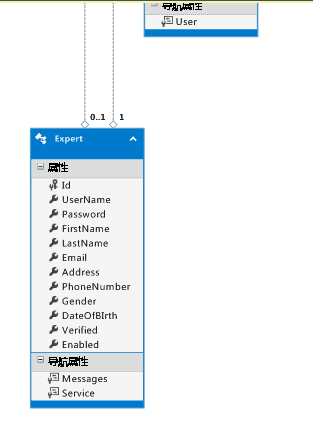 导航属性
User
0..1
1
Expert
属性
Id
UserName
Password
FirstName
LastName
Email
Address
PhoneNumber
Gender
DateOfBIrth
Verified
Enabled
导航属性
Messages
Service